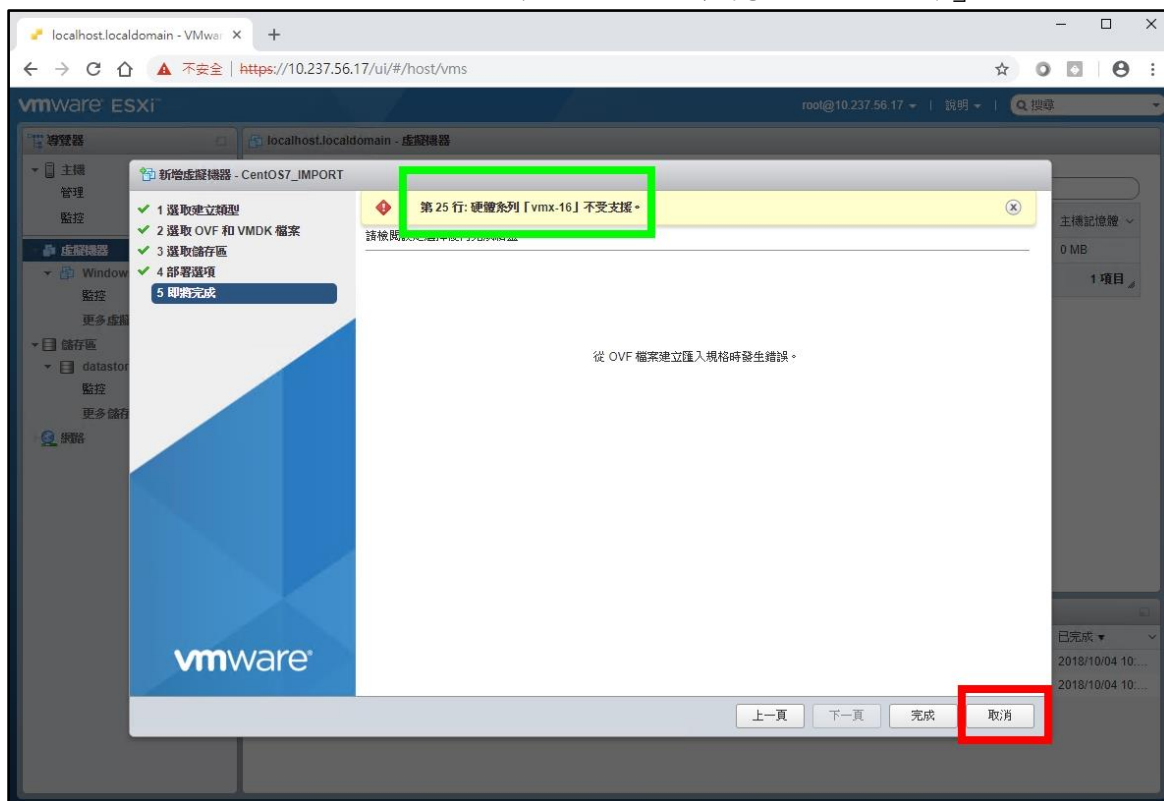 localhost.localdomain - VMwa
不安全 | https://10.237.56.17/ui/#/host/vms
vmware ESXi
root@10.237.56.17 | 說明 | 搜尋
導覽器
localhost.localdomain - 虛擬機器
主機
管理
監控
虛擬機器
Window
監控
更多虛擬
儲存區
datastor
監控
更多儲存
網路
新增虛擬機器 - CentOS7_IMPORT
1 選取建立類型
2 選取 OVF 和 VMDK 檔案
3 選取儲存區
4 部署選項
5 即將完成
第 25 行: 硬體系列「vmx-16」不受支援。
從 OVF 檔案建立匯入規格時發生錯誤。
vmware
上一頁
下一頁
完成
取消
主機記憶體
0 MB
1 項目
已完成
2018/10/04 10:...
2018/10/04 10:...